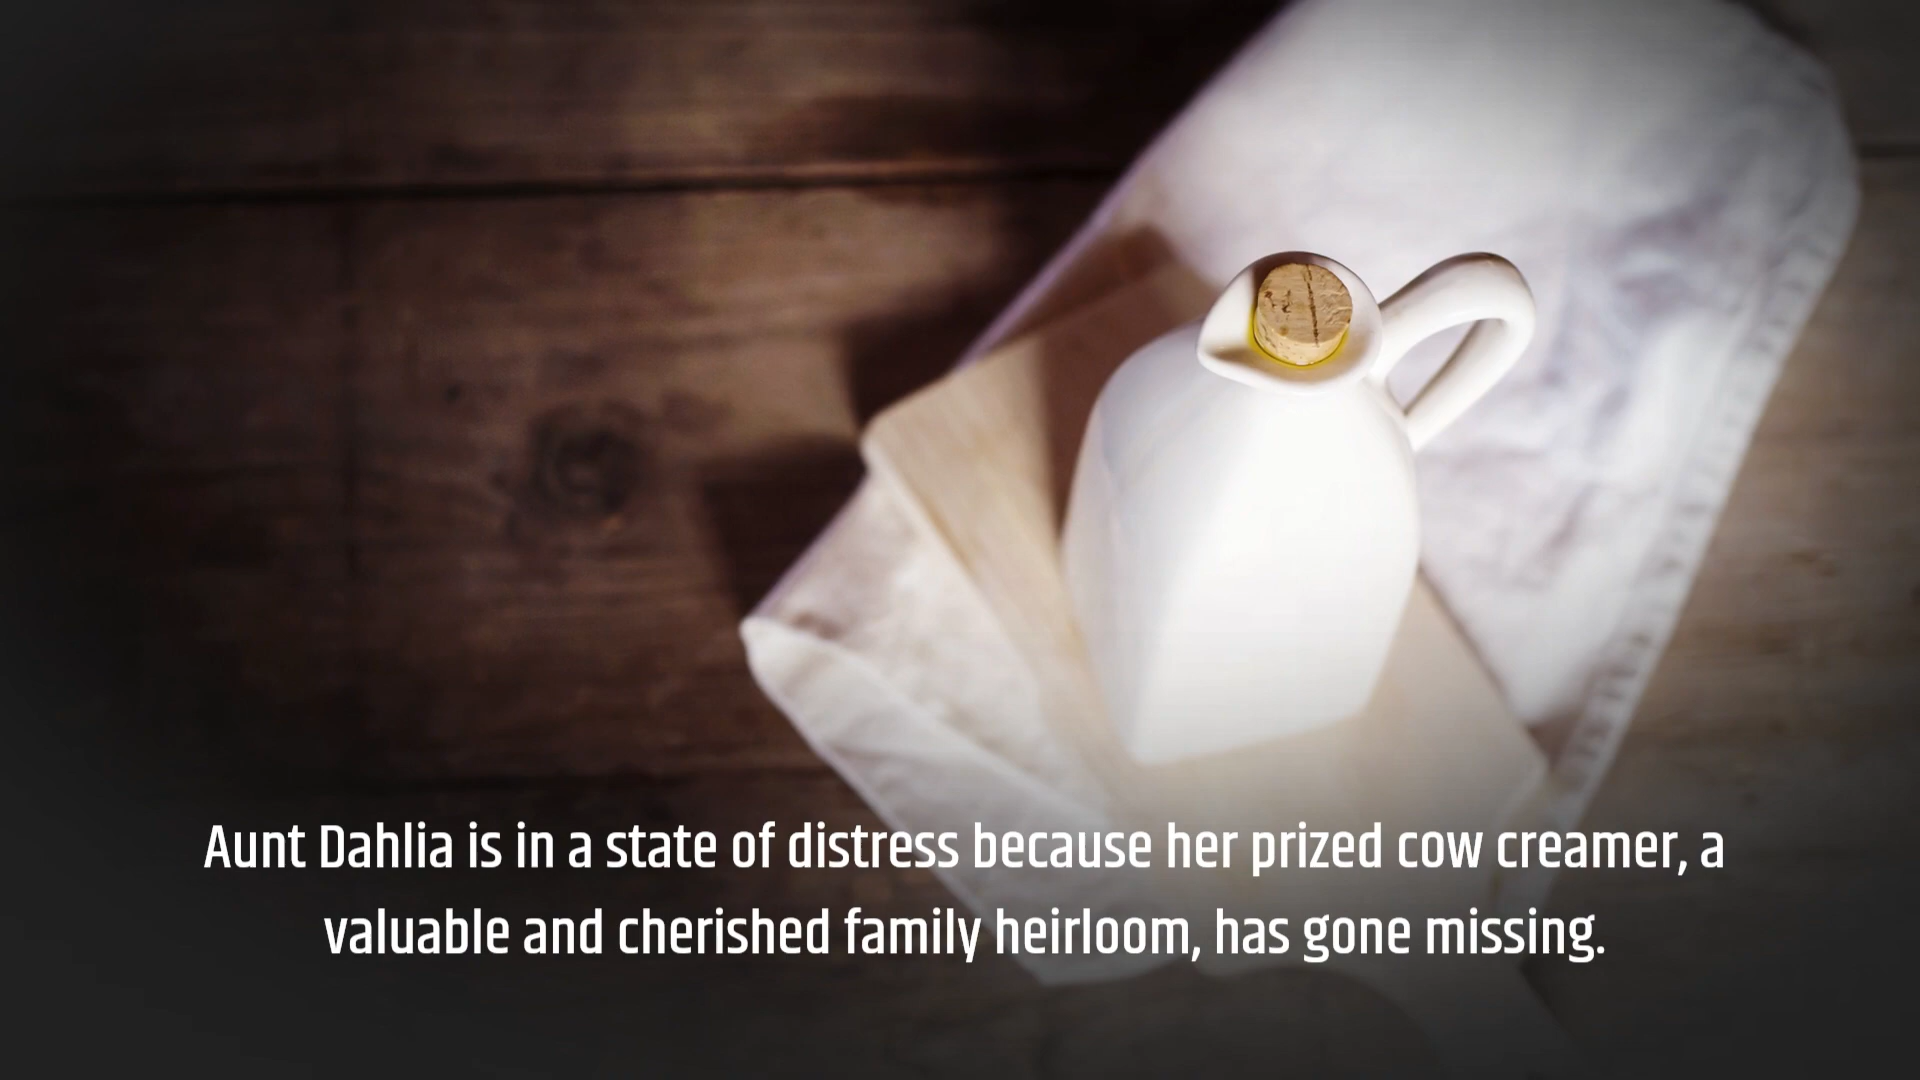 Aunt Dahlia is in a state of distress because her prized cow creamer, a
valuable and cherished family heirloom, has gone missing.